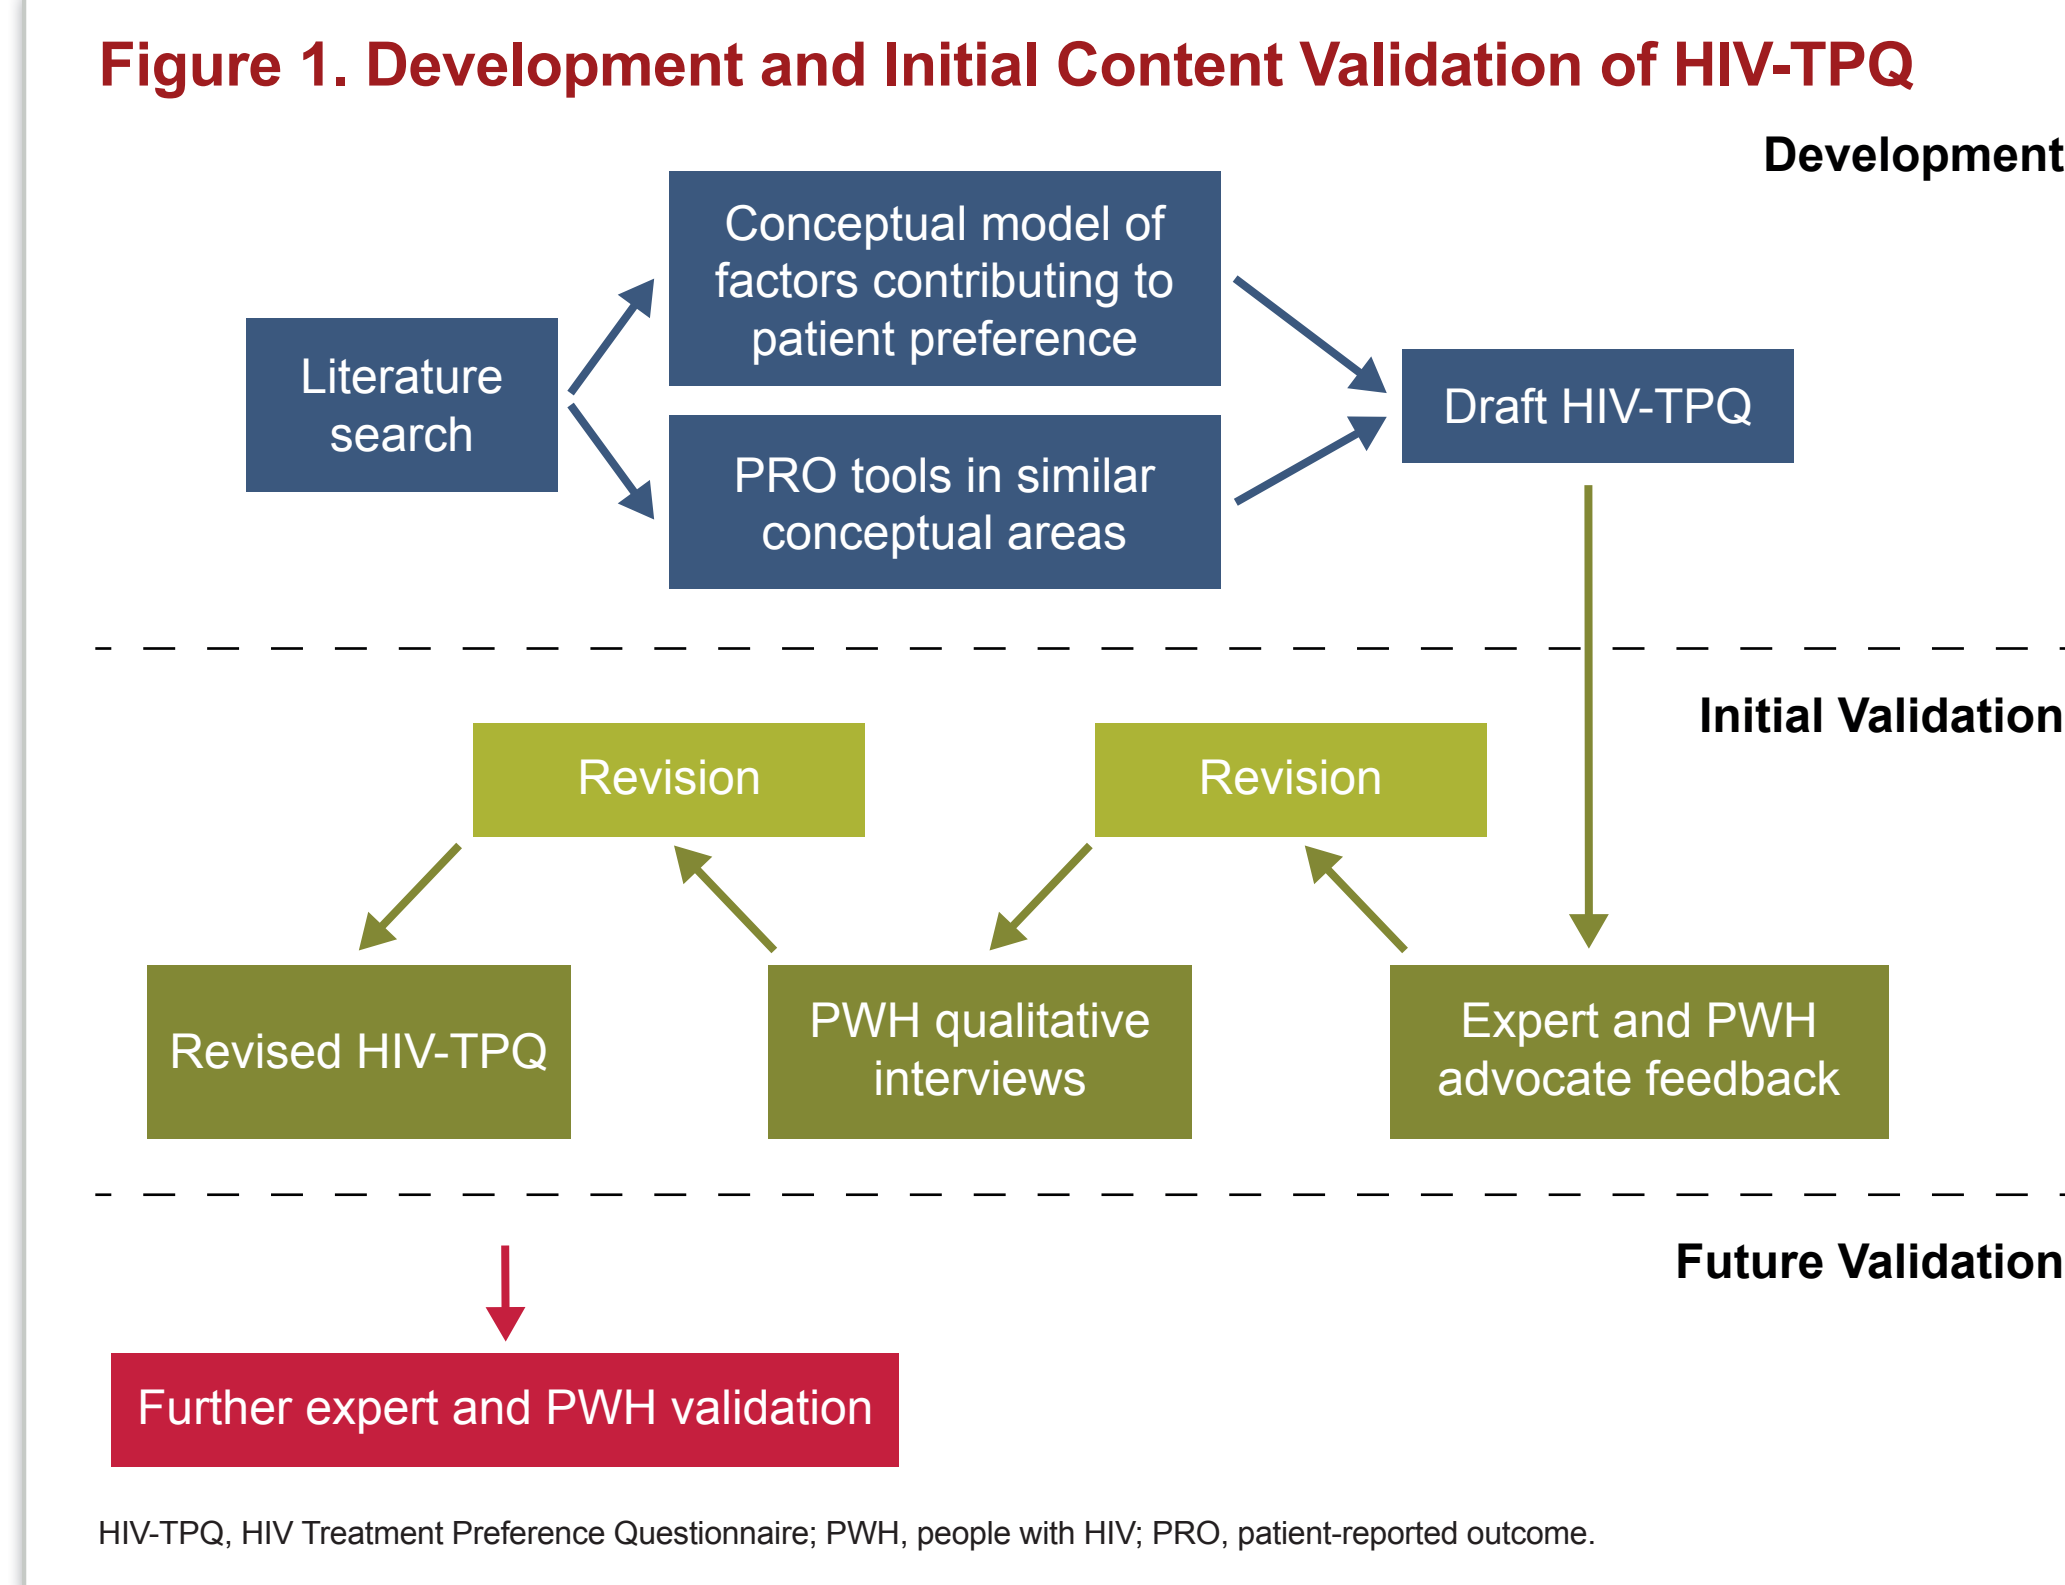 Figure 1. Development and Initial Content Validation of HIV-TPQ
Development
Conceptual model of
factors contributing to
patient preference
Literature
search
Draft HIV-TPQ
PRO tools in similar
conceptual areas
Initial Validation
Revision
Revision
Revised HIV-TPQ
PWH qualitative
interviews
Expert and PWH
advocate feedback
Future Validation
Further expert and PWH validation
HIV-TPQ, HIV Treatment Preference Questionnaire; PWH, people with HIV; PRO, patient-reported outcome.